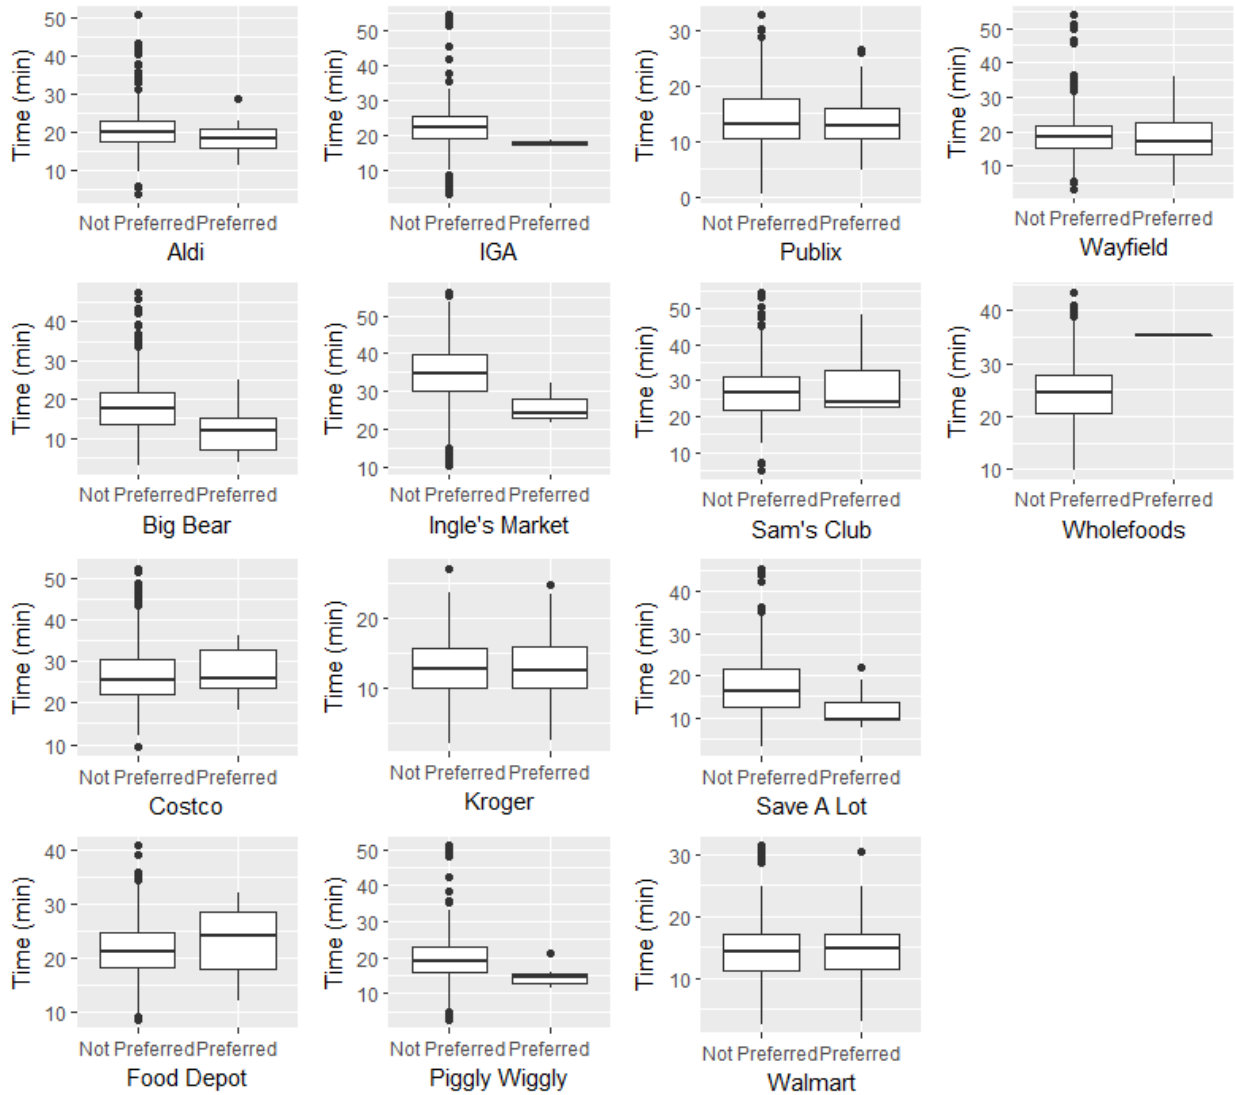 Time (min)
50
40
30
20
10
Not Preferred Preferred
Aldi
Time (min)
50
40
30
20
10
Not Preferred Preferred
IGA
Time (min)
30
20
10
0
Not Preferred Preferred
Publix
Time (min)
50
40
30
20
10
Not Preferred Preferred
Wayfield
Time (min)
40
30
20
10
Not Preferred Preferred
Big Bear
Time (min)
50
40
30
20
10
Not Preferred Preferred
Ingle's Market
Time (min)
50
40
30
20
10
Not Preferred Preferred
Sam's Club
Time (min)
40
30
20
10
Not Preferred Preferred
Wholefoods
Time (min)
50
40
30
20
10
Not Preferred Preferred
Costco
Time (min)
20
10
Not Preferred Preferred
Kroger
Time (min)
40
30
20
10
Not Preferred Preferred
Save A Lot
Time (min)
40
30
20
10
Not Preferred Preferred
Food Depot
Time (min)
50
40
30
20
10
Not Preferred Preferred
Piggly Wiggly
Time (min)
30
20
10
Not Preferred Preferred
Walmart